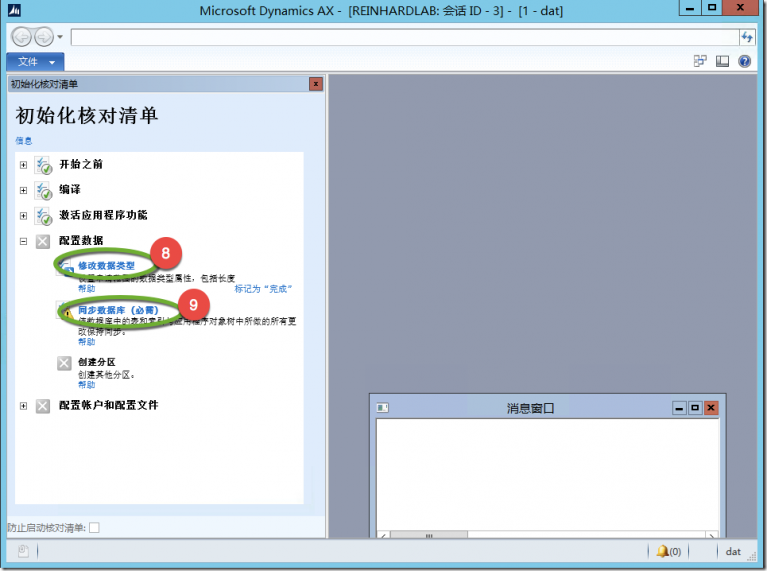 Microsoft Dynamics AX - [REINHARDLAB: 会话 ID - 3] - [1 - dat]
文件
初始化核对清单
初始化核对清单
信息
开始之前
编译
激活应用程序功能
配置数据
8
修改数据类型
的数据类型属性，包括长度
帮助
标记为“完成”
9
同步数据库（必需）
使数据库中的表和索引与应用程序对象树中所做的所有更
改保持同步。
帮助
创建分区
创建其他分区。
帮助
配置帐户和配置文件
消息窗口
防止启动核对清单:
(0)
dat